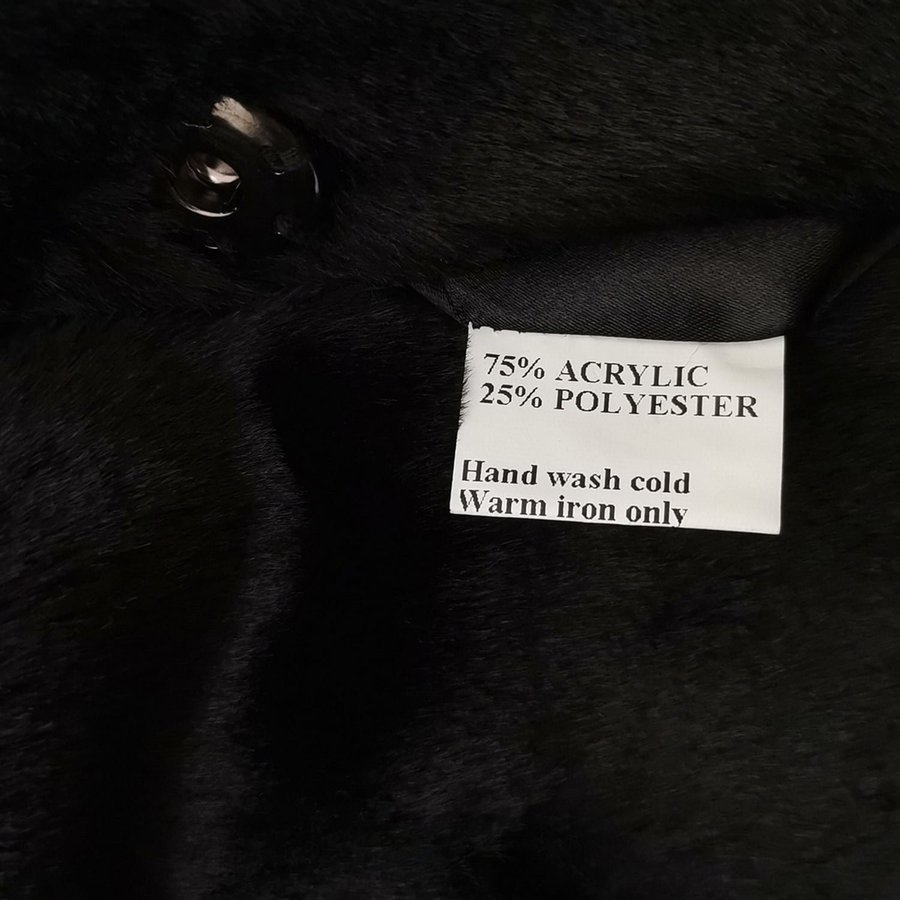 75% ACRYLIC
25% POLYESTER
Hand wash cold
Warm iron only